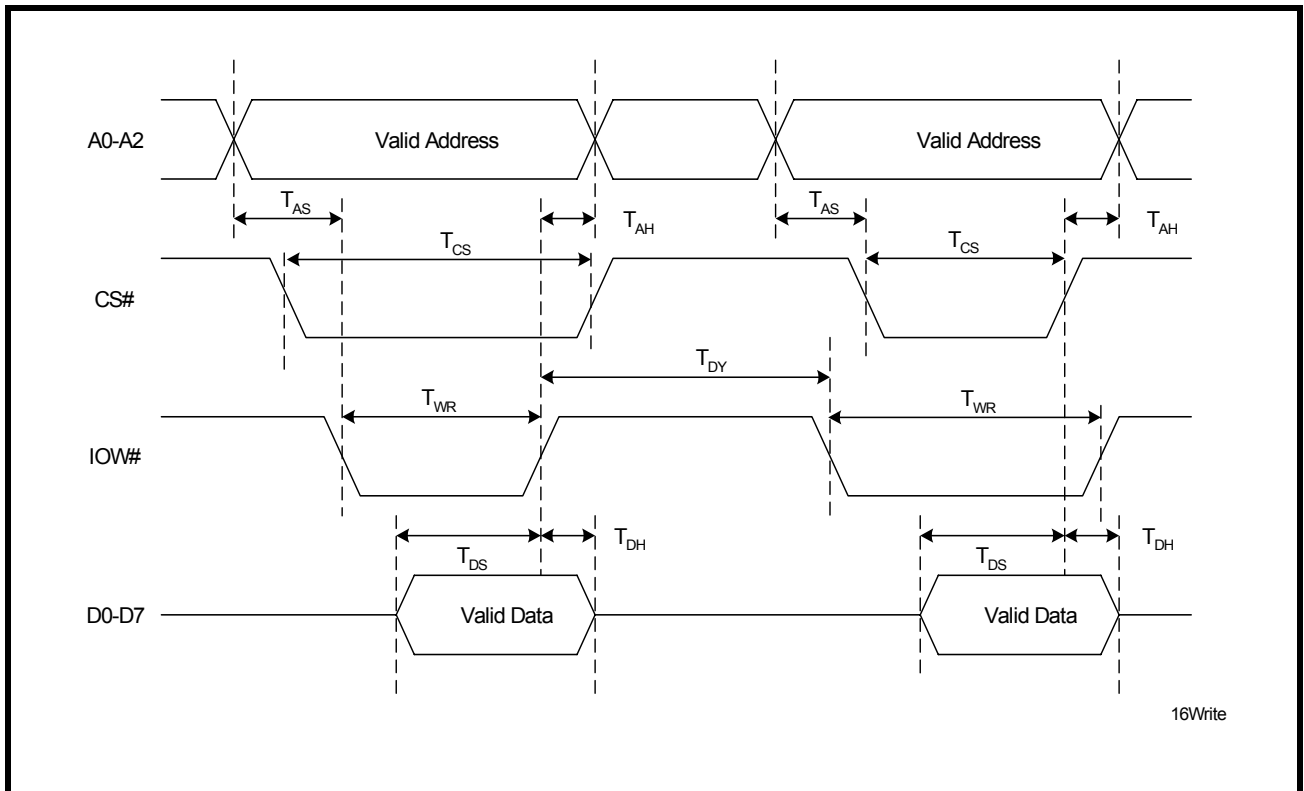 A0-A2
Valid Address
Valid Address
TAS
TAH
TAS
TAH
TCS
TCS
CS#
TDY
TWR
TWR
IOW#
TDS
TDH
TDS
TDH
D0-D7
Valid Data
Valid Data
16Write